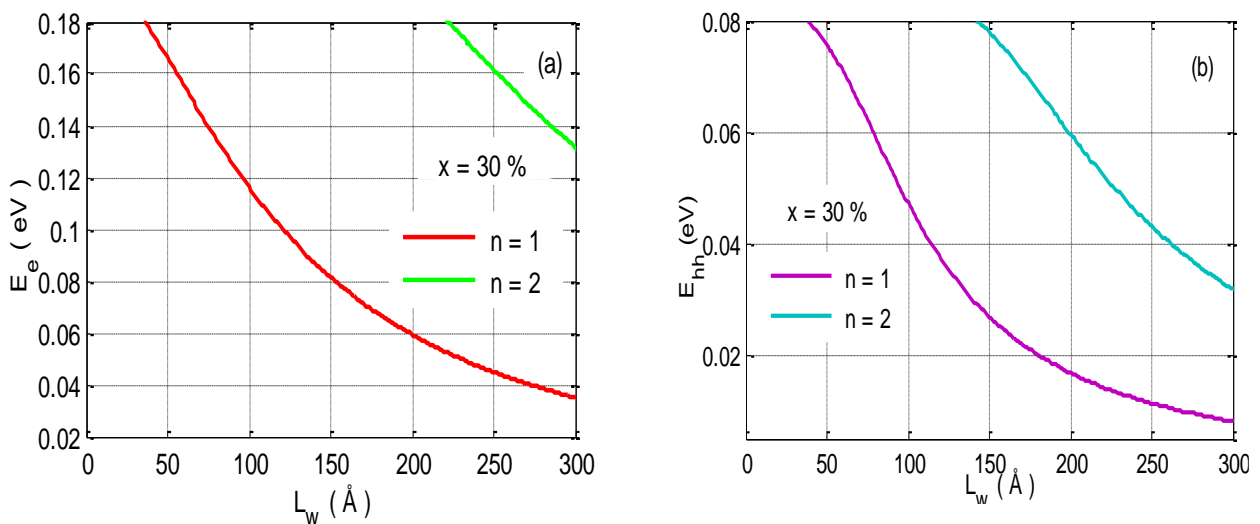 0.18
0.16
0.14
0.12
0.1
0.08
0.06
0.04
0.02
E_e ( eV )
(a)
x = 30 %
n = 1
n = 2
0 50 100 150 200 250 300
L_w ( Å )
0.08
0.06
0.04
0.02
E_hh (eV)
(b)
x = 30 %
n = 1
n = 2
0 50 100 150 200 250 300
L_w (Å)